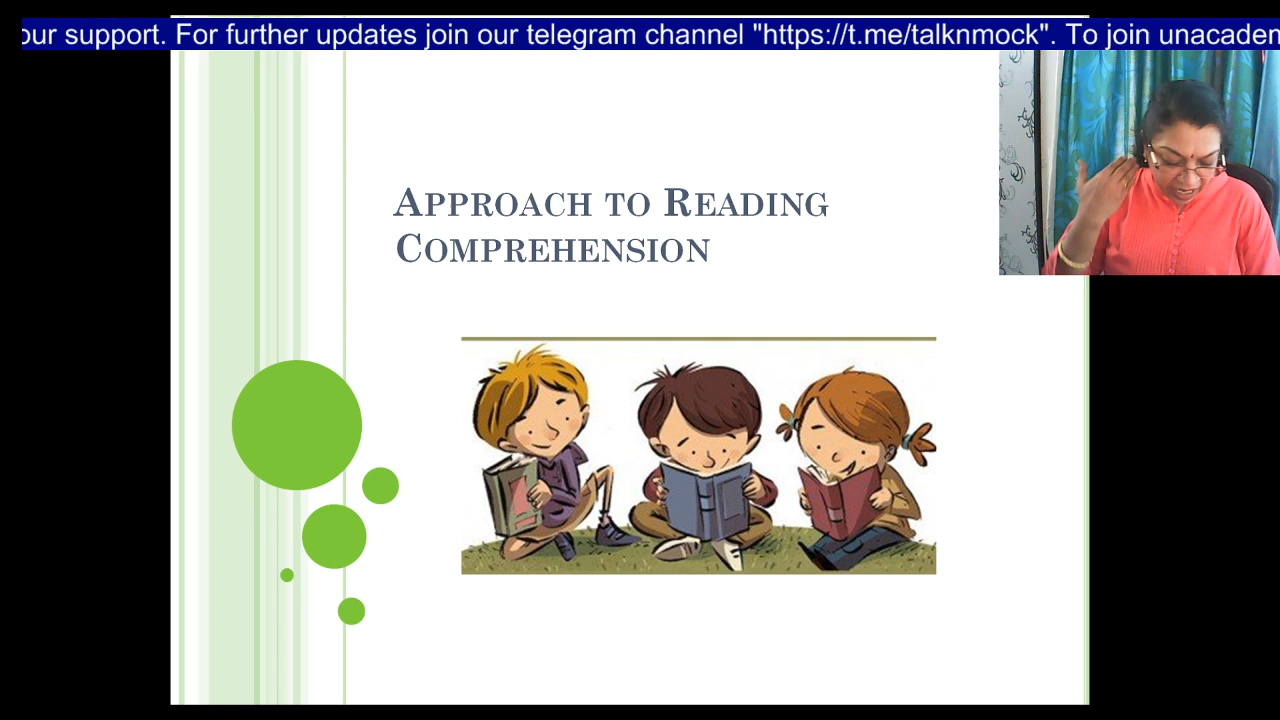 our support. For further updates join our telegram channel "https://t.me/talknmock". To join unacaden
APPROACH TO READING
COMPREHENSION